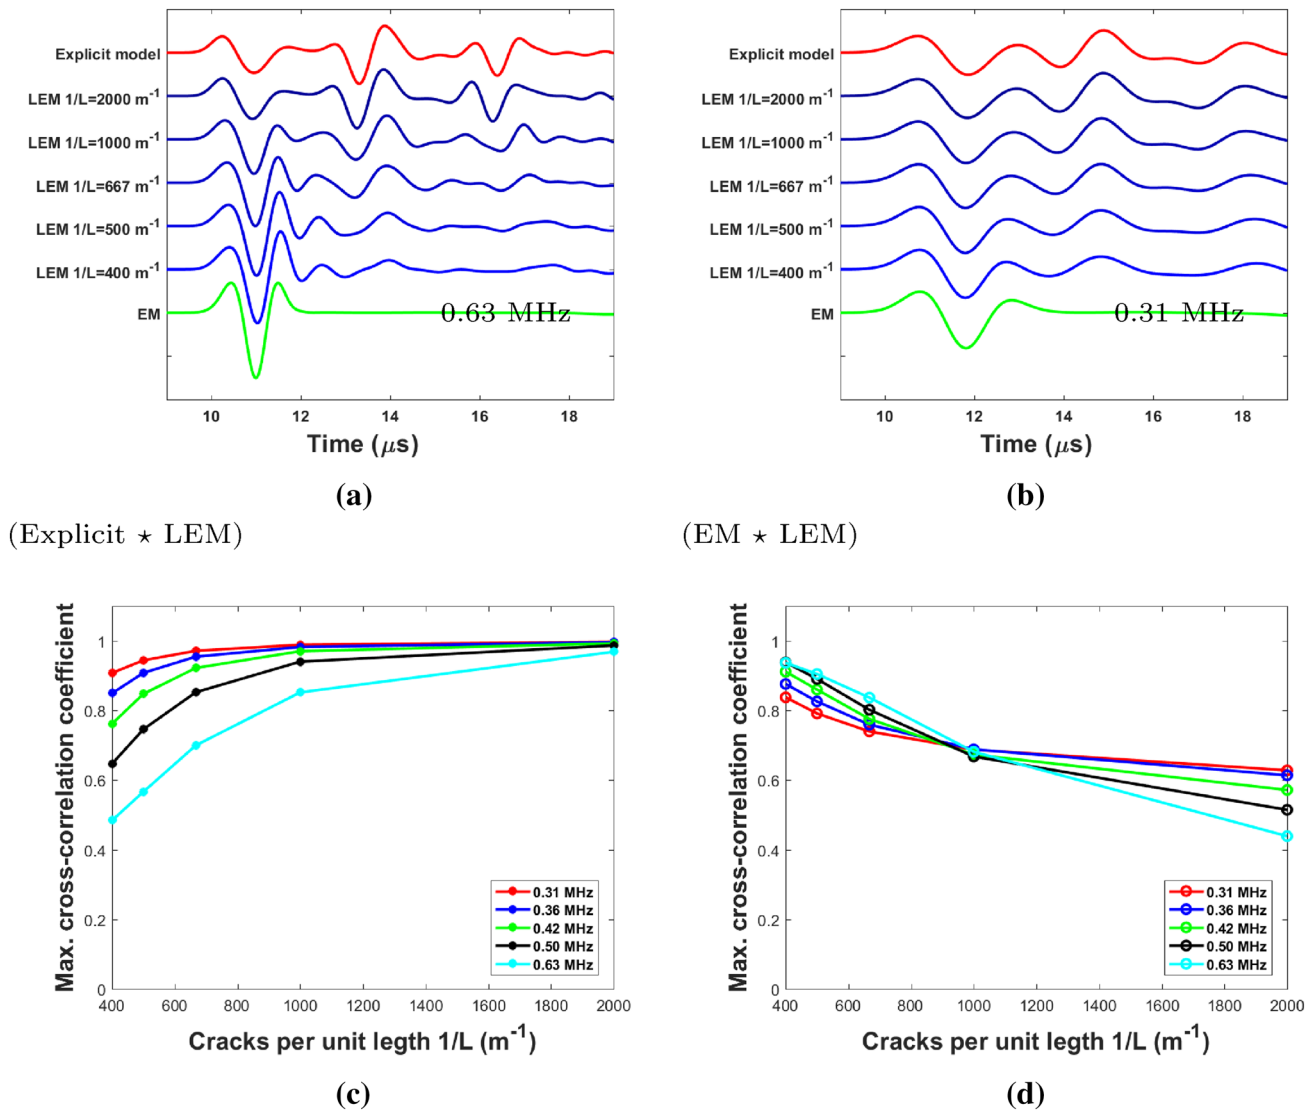 Explicit model
LEM 1/L=2000 m⁻¹
LEM 1/L=1000 m⁻¹
LEM 1/L=667 m⁻¹
LEM 1/L=500 m⁻¹
LEM 1/L=400 m⁻¹
EM
0.63 MHz
10 12 14 16 18
Time (μs)
(a)
Explicit model
LEM 1/L=2000 m⁻¹
LEM 1/L=1000 m⁻¹
LEM 1/L=667 m⁻¹
LEM 1/L=500 m⁻¹
LEM 1/L=400 m⁻¹
EM
0.31 MHz
10 12 14 16 18
Time (μs)
(b)
(Explicit ⋆ LEM)
Max. cross-correlation coefficient
1
0.8
0.6
0.4
0.2
0
0.31 MHz
0.36 MHz
0.42 MHz
0.50 MHz
0.63 MHz
400 600 800 1000 1200 1400 1600 1800 2000
Cracks per unit legth 1/L (m⁻¹)
(c)
(EM ⋆ LEM)
Max. cross-correlation coefficient
1
0.8
0.6
0.4
0.2
0
0.31 MHz
0.36 MHz
0.42 MHz
0.50 MHz
0.63 MHz
400 600 800 1000 1200 1400 1600 1800 2000
Cracks per unit legth 1/L (m⁻¹)
(d)